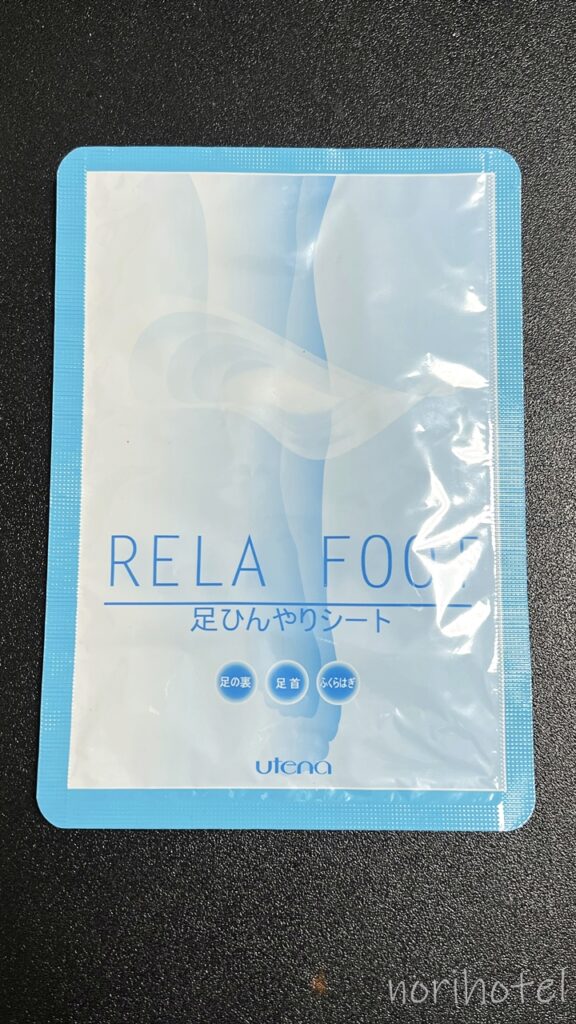 RELA FOOT
足ひんやりシート
足の裏 足首 ふくらはぎ
utena
norihotel